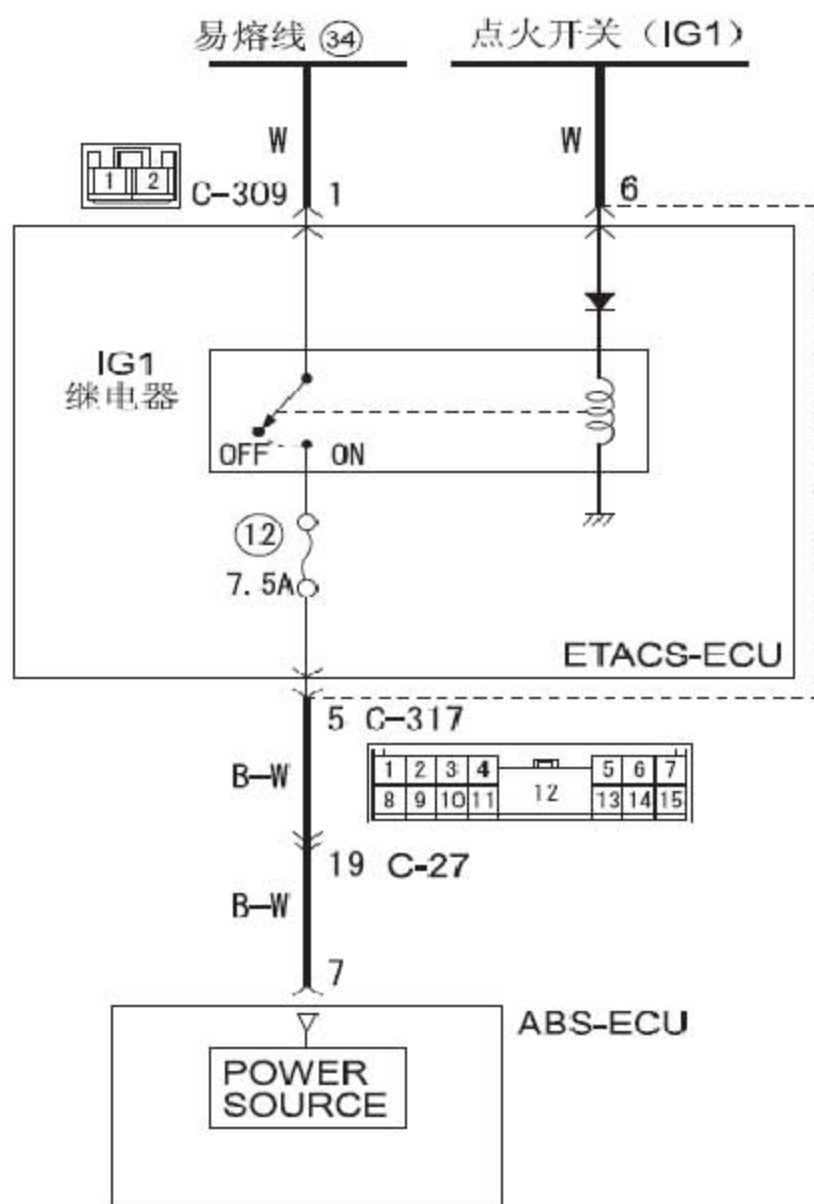 易熔线 ㉞
点火开关（IG1）
W
W
1 2
C-309
1
6
IG1
继电器
OFF
ON
⑫
7.5A
ETACS-ECU
5 C-317
1 2 3 4 5 6 7
8 9 10 11 12 13 14 15
B-W
19 C-27
B-W
7
ABS-ECU
POWER
SOURCE